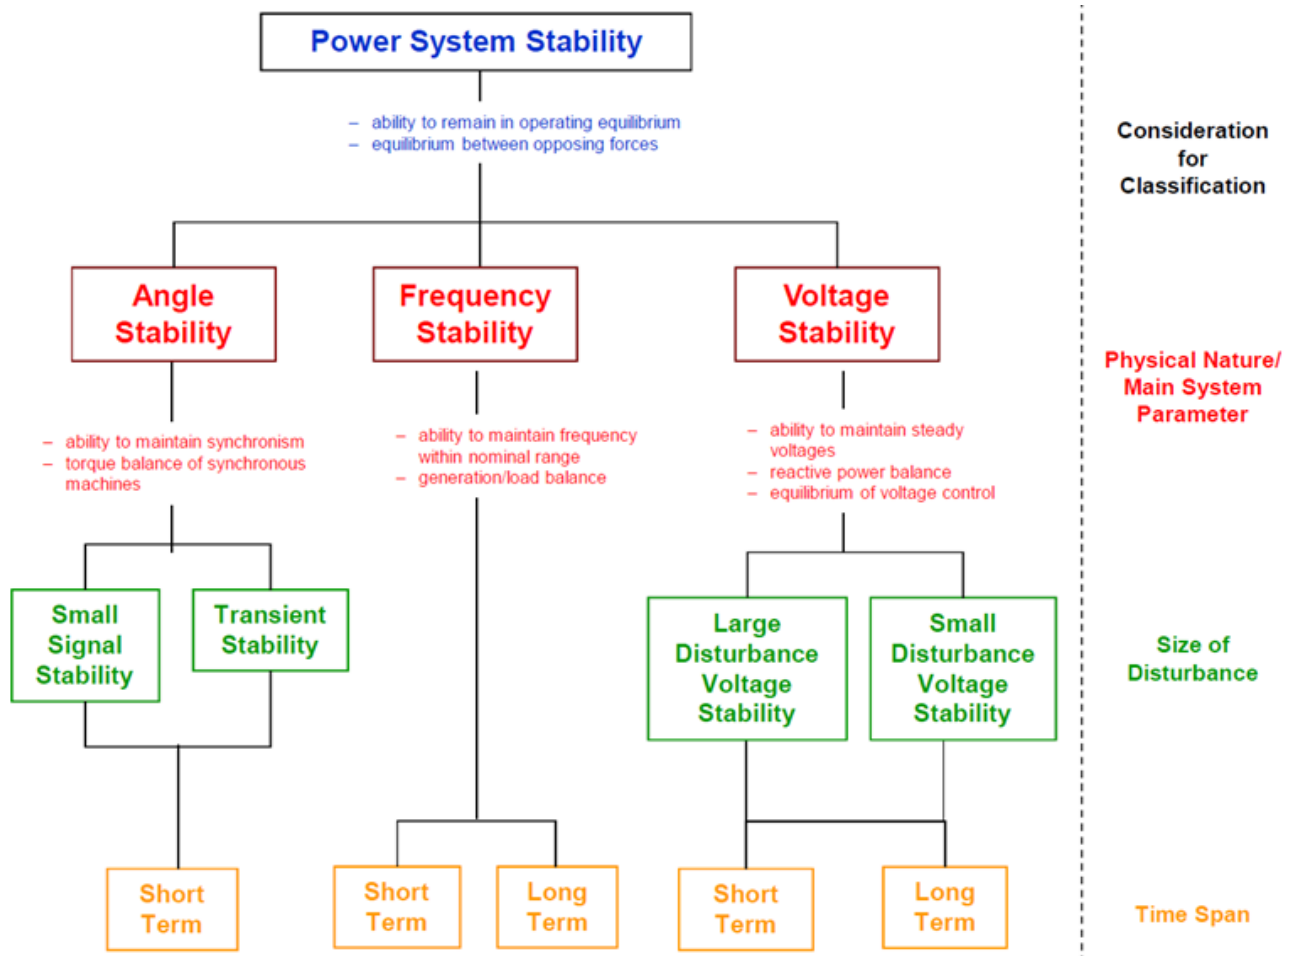 Power System Stability
– ability to remain in operating equilibrium
– equilibrium between opposing forces
Consideration
for
Classification
Angle
Stability
Frequency
Stability
Voltage
Stability
Physical Nature/
Main System
Parameter
– ability to maintain synchronism
– torque balance of synchronous
machines
– ability to maintain frequency
within nominal range
– generation/load balance
– ability to maintain steady
voltages
– reactive power balance
– equilibrium of voltage control
Small
Signal
Stability
Transient
Stability
Large
Disturbance
Voltage
Stability
Small
Disturbance
Voltage
Stability
Size of
Disturbance
Short
Term
Short
Term
Long
Term
Short
Term
Long
Term
Time Span